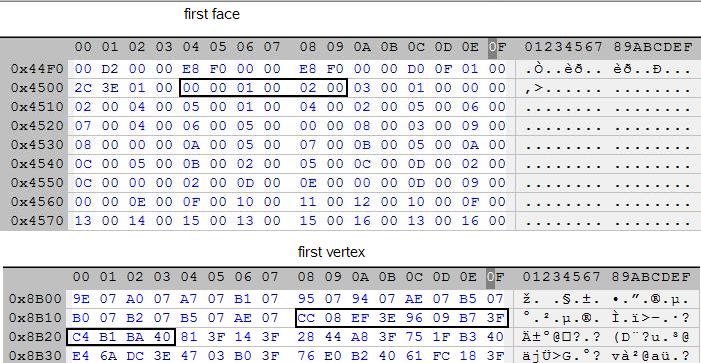 first face
00 01 02 03 04 05 06 07 08 09 0A 0B 0C 0D 0E 0F 01234567 89ABCDEF
0x44F0 00 D2 00 00 E8 F0 00 00 E8 F0 00 00 D0 0F 01 00 .Ò..èð.. èð..Ð...
0x4500 2C 3E 01 00 00 00 01 00 02 00 03 00 01 00 00 00 ,>...... ........
0x4510 02 00 04 00 05 00 01 00 04 00 02 00 05 00 06 00 ........ ........
0x4520 07 00 04 00 06 00 05 00 00 00 08 00 03 00 09 00 ........ ........
0x4530 08 00 00 00 0A 00 05 00 07 00 0B 00 05 00 0A 00 ........ ........
0x4540 0C 00 05 00 0B 00 02 00 05 00 0C 00 0D 00 02 00 ........ ........
0x4550 0C 00 00 00 02 00 0D 00 0E 00 00 00 0D 00 09 00 ........ ........
0x4560 00 00 0E 00 0F 00 10 00 11 00 12 00 10 00 0F 00 ........ ........
0x4570 13 00 14 00 15 00 13 00 15 00 16 00 13 00 16 00 ........ ........
first vertex
00 01 02 03 04 05 06 07 08 09 0A 0B 0C 0D 0E 0F 01234567 89ABCDEF
0x8B00 9E 07 A0 07 A7 07 B1 07 95 07 94 07 AE 07 B5 07 ž. .§.±. •.”.®.µ.
0x8B10 B0 07 B2 07 B5 07 AE 07 CC 08 EF 3E 96 09 B7 3F °.².µ.®. Ì.ï>–.·?
0x8B20 C4 B1 BA 40 81 3F 14 3F 28 44 A8 3F 75 1F B3 40 Ä±º@.?.? (D¨?u.³@
0x8B30 E4 6A DC 3E 47 03 B0 3F 76 E0 B2 40 61 FC 18 3F äjÜ>G.°? và²@aü.?